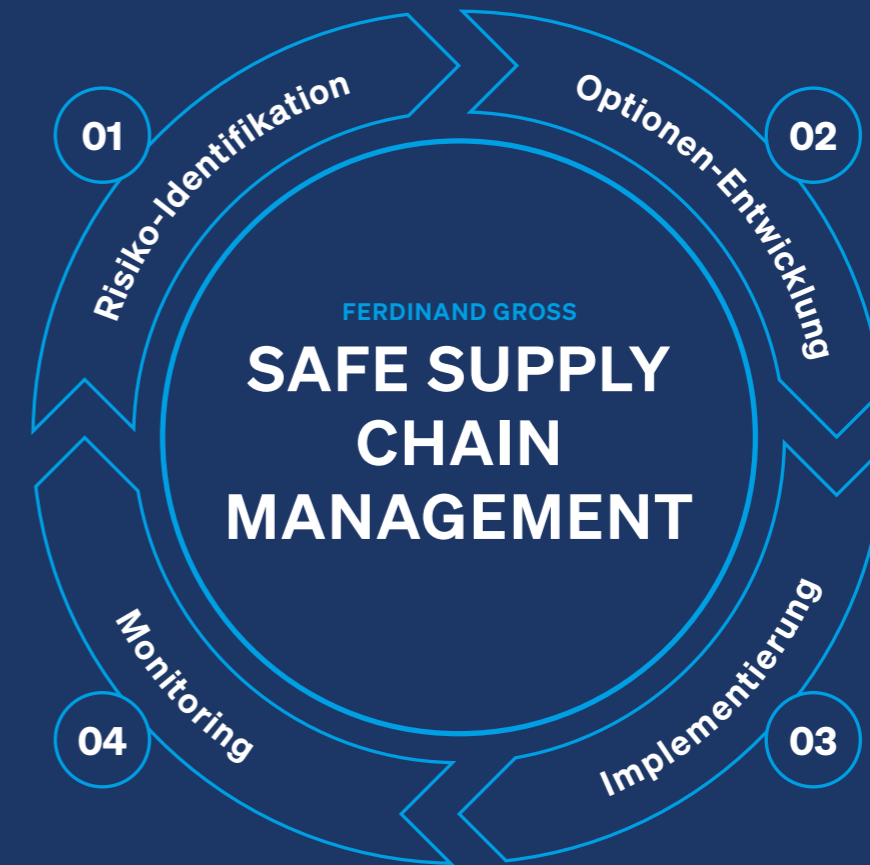 01
Risiko-Identifikation
02
Optionen-Entwicklung
FERDINAND GROSS
SAFE SUPPLY
CHAIN
MANAGEMENT
03
Implementierung
04
Monitoring